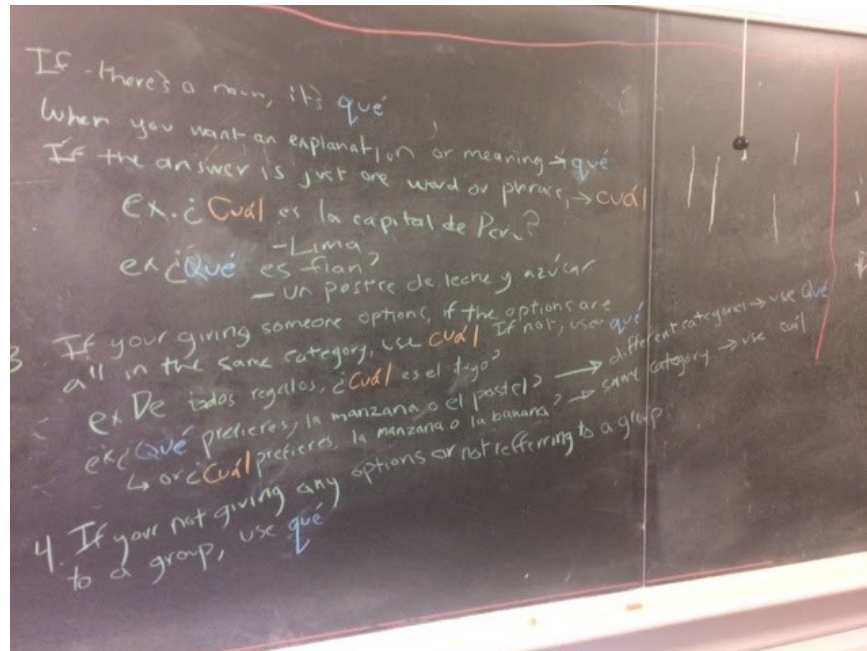 If there's a noun, it's qué
When you want an explanation or meaning → qué
If the answer is just one word or phrase, → cuál
ex. ¿Cuál es la capital de Perú?
- Lima
ex ¿Qué es flan?
- un postre de leche y azúcar
3 If your giving someone options, if the options are
all in the same category, use cuál If not, use qué
ex De todos regalos, ¿Cuál es el tuyo?
ex ¿Qué prefieres, la manzana o el pastel? → different categories → use Qué
↳ or ¿Cuál prefieres, la manzana o la banana? → same category → use cuál
4. If your not giving any options or not refferring to a group
to a group, use qué